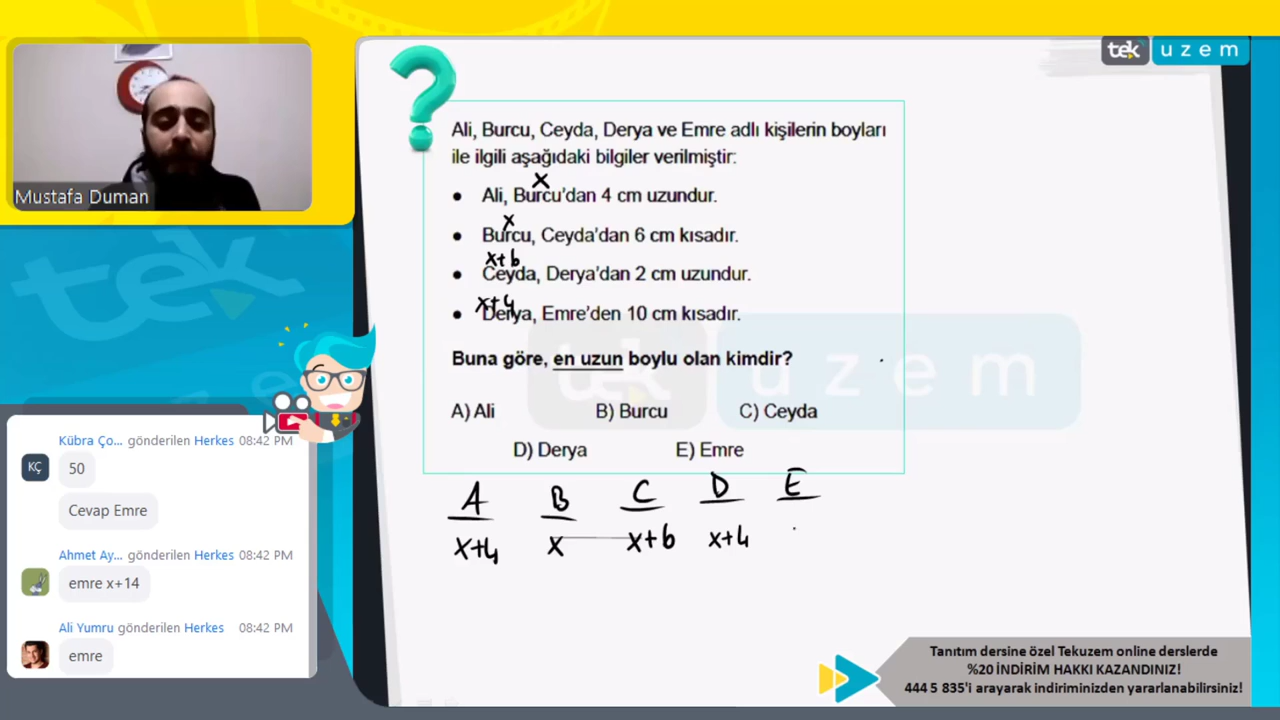 tek uzem
Ali, Burcu, Ceyda, Derya ve Emre adlı kişilerin boyları
ile ilgili aşağıdaki bilgiler verilmiştir:
x
• Ali, Burcu'dan 4 cm uzundur.
x
• Burcu, Ceyda'dan 6 cm kısadır.
x+6
• Ceyda, Derya'dan 2 cm uzundur.
x+4
• Derya, Emre'den 10 cm kısadır.
Buna göre, en uzun boylu olan kimdir?
A) Ali B) Burcu C) Ceyda
D) Derya E) Emre
A B C D E
x+4 x x+6 x+4
Mustafa Duman
tek
tek uzem
Kübra Ço... gönderilen Herkes 08:42 PM
KÇ 50
Cevap Emre
Ahmet Ay... gönderilen Herkes 08:42 PM
emre x+14
Ali Yumru gönderilen Herkes 08:42 PM
emre
Tanıtım dersine özel Tekuzem online derslerde
%20 İNDİRİM HAKKI KAZANDINIZ!
444 5 835'i arayarak indiriminizden yararlanabilirsiniz!